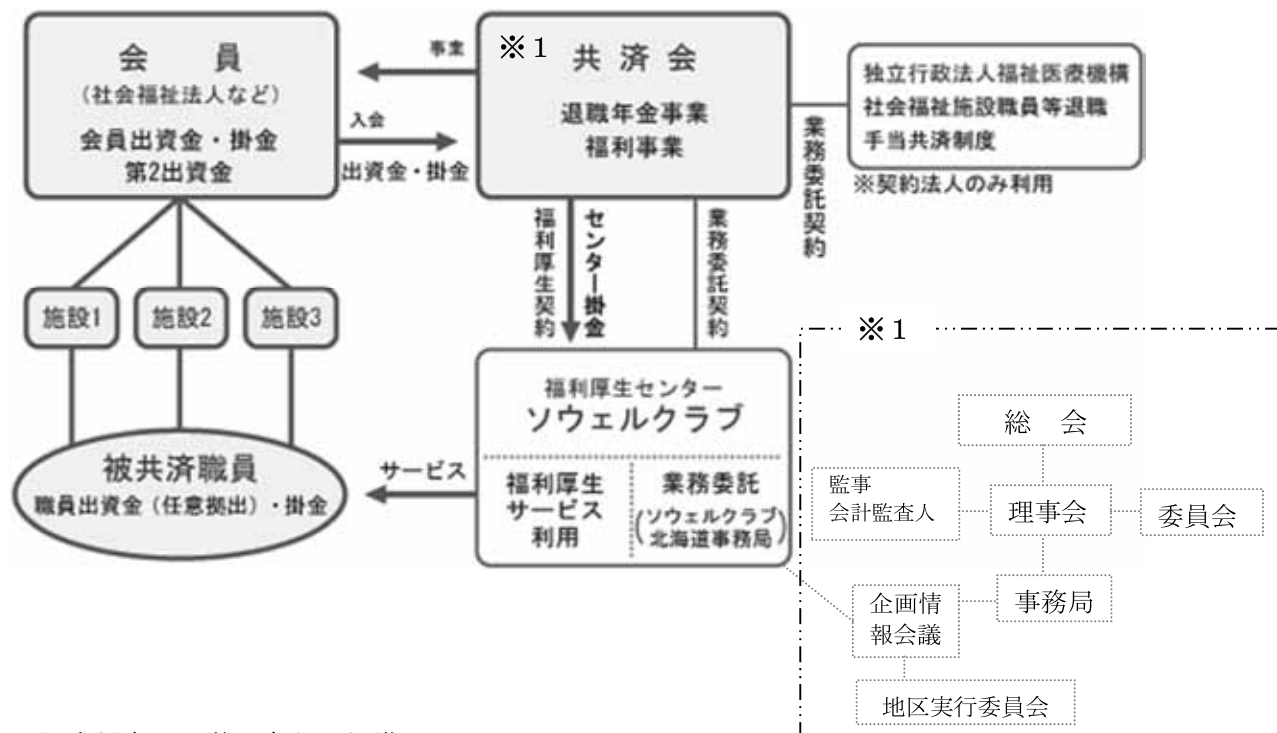 会 員
(社会福祉法人など)
会員出資金・掛金
第2出資金
事業
入会
出資金・掛金
※1 共 済 会
退職年金事業
福利事業
業務委託契約
独立行政法人福祉医療機構
社会福祉施設職員等退職
手当共済制度
※契約法人のみ利用
福利厚生契約
センター掛金
業務委託契約
施設1
施設2
施設3
被共済職員
職員出資金(任意拠出)・掛金
サービス
福利厚生センター
ソウェルクラブ
福利厚生
サービス
利用
業務委託
(ソウェルクラブ
北海道事務局)
※1
総 会
監事
会計監査人
理事会
委員会
事務局
企画情
報会議
地区実行委員会